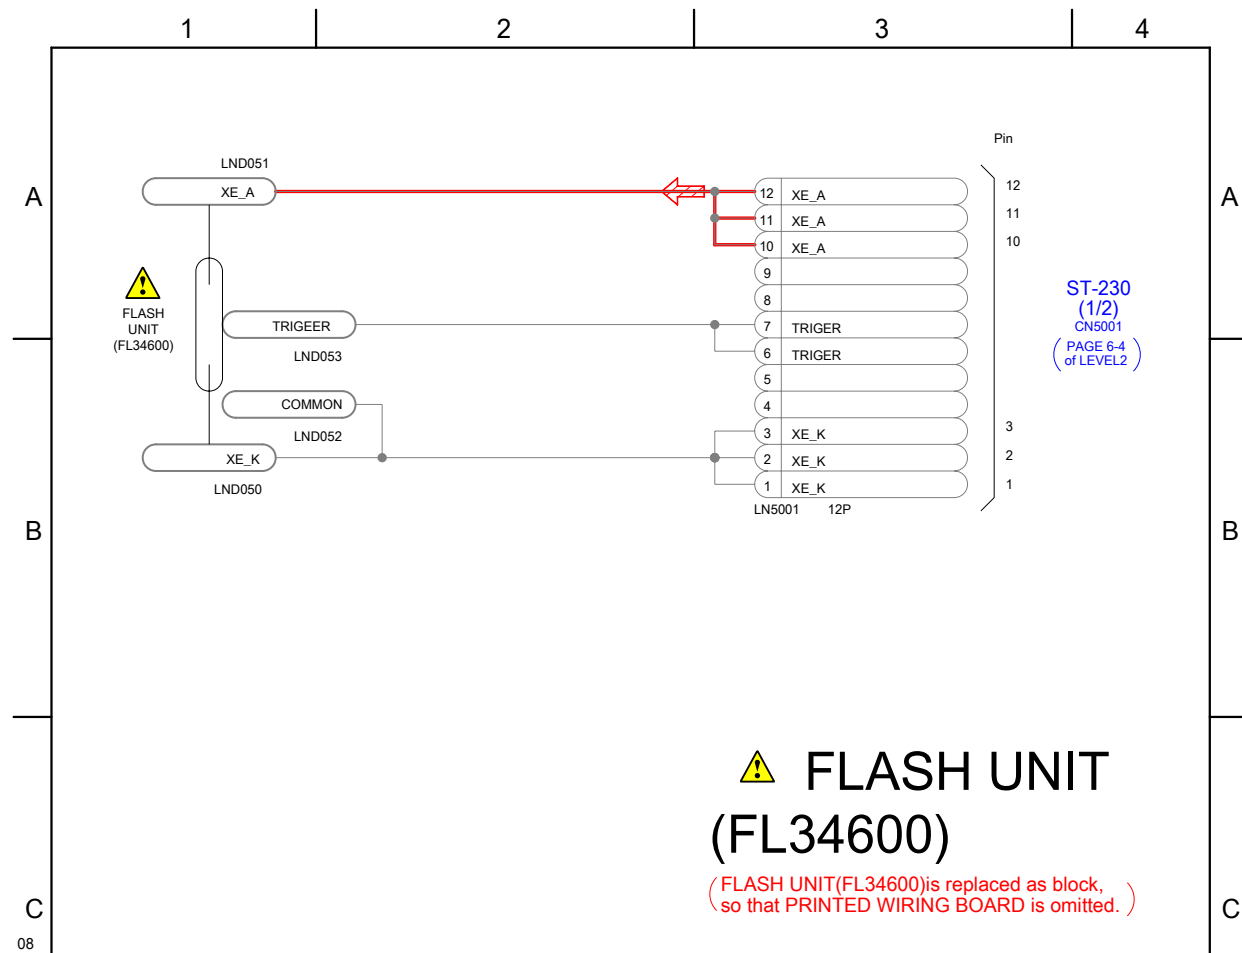 1 2 3 4
Pin
LND051
A XE_A 12 XE_A 12 A
11 XE_A 11
10 XE_A 10
9
8
FLASH
UNIT
(FL34600)
TRIGEER 7 TRIGER
LND053 6 TRIGER
ST-230
(1/2)
CN5001
PAGE 6-4
of LEVEL2
5
COMMON 4
LND052 3 XE_K 3
XE_K 2 XE_K 2
LND050 1 XE_K 1
LN5001 12P
B B
FLASH UNIT
(FL34600)
(FLASH UNIT(FL34600)is replaced as block,
so that PRINTED WIRING BOARD is omitted.)
C C
08